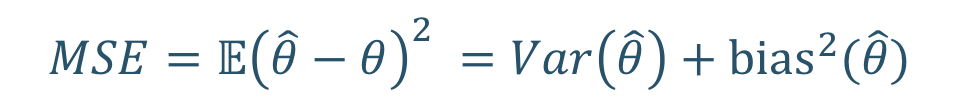 MSE = 𝔼(θ̂ − θ)² = Var(θ̂) + bias²(θ̂)